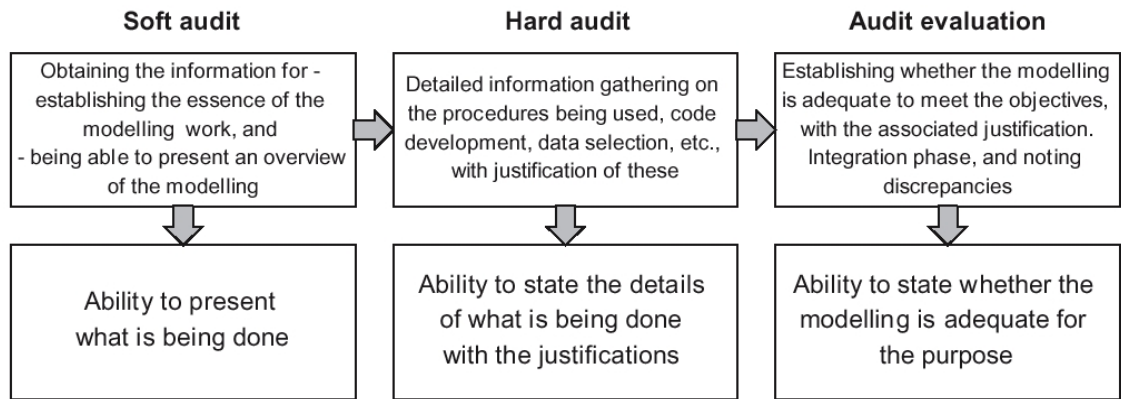 Soft audit
Obtaining the information for -
establishing the essence of the
modelling work, and
- being able to present an overview
of the modelling
Ability to present
what is being done
Hard audit
Detailed information gathering on
the procedures being used, code
development, data selection, etc.,
with justification of these
Ability to state the details
of what is being done
with the justifications
Audit evaluation
Establishing whether the modelling
is adequate to meet the objectives,
with the associated justification.
Integration phase, and noting
discrepancies
Ability to state whether the
modelling is adequate for
the purpose